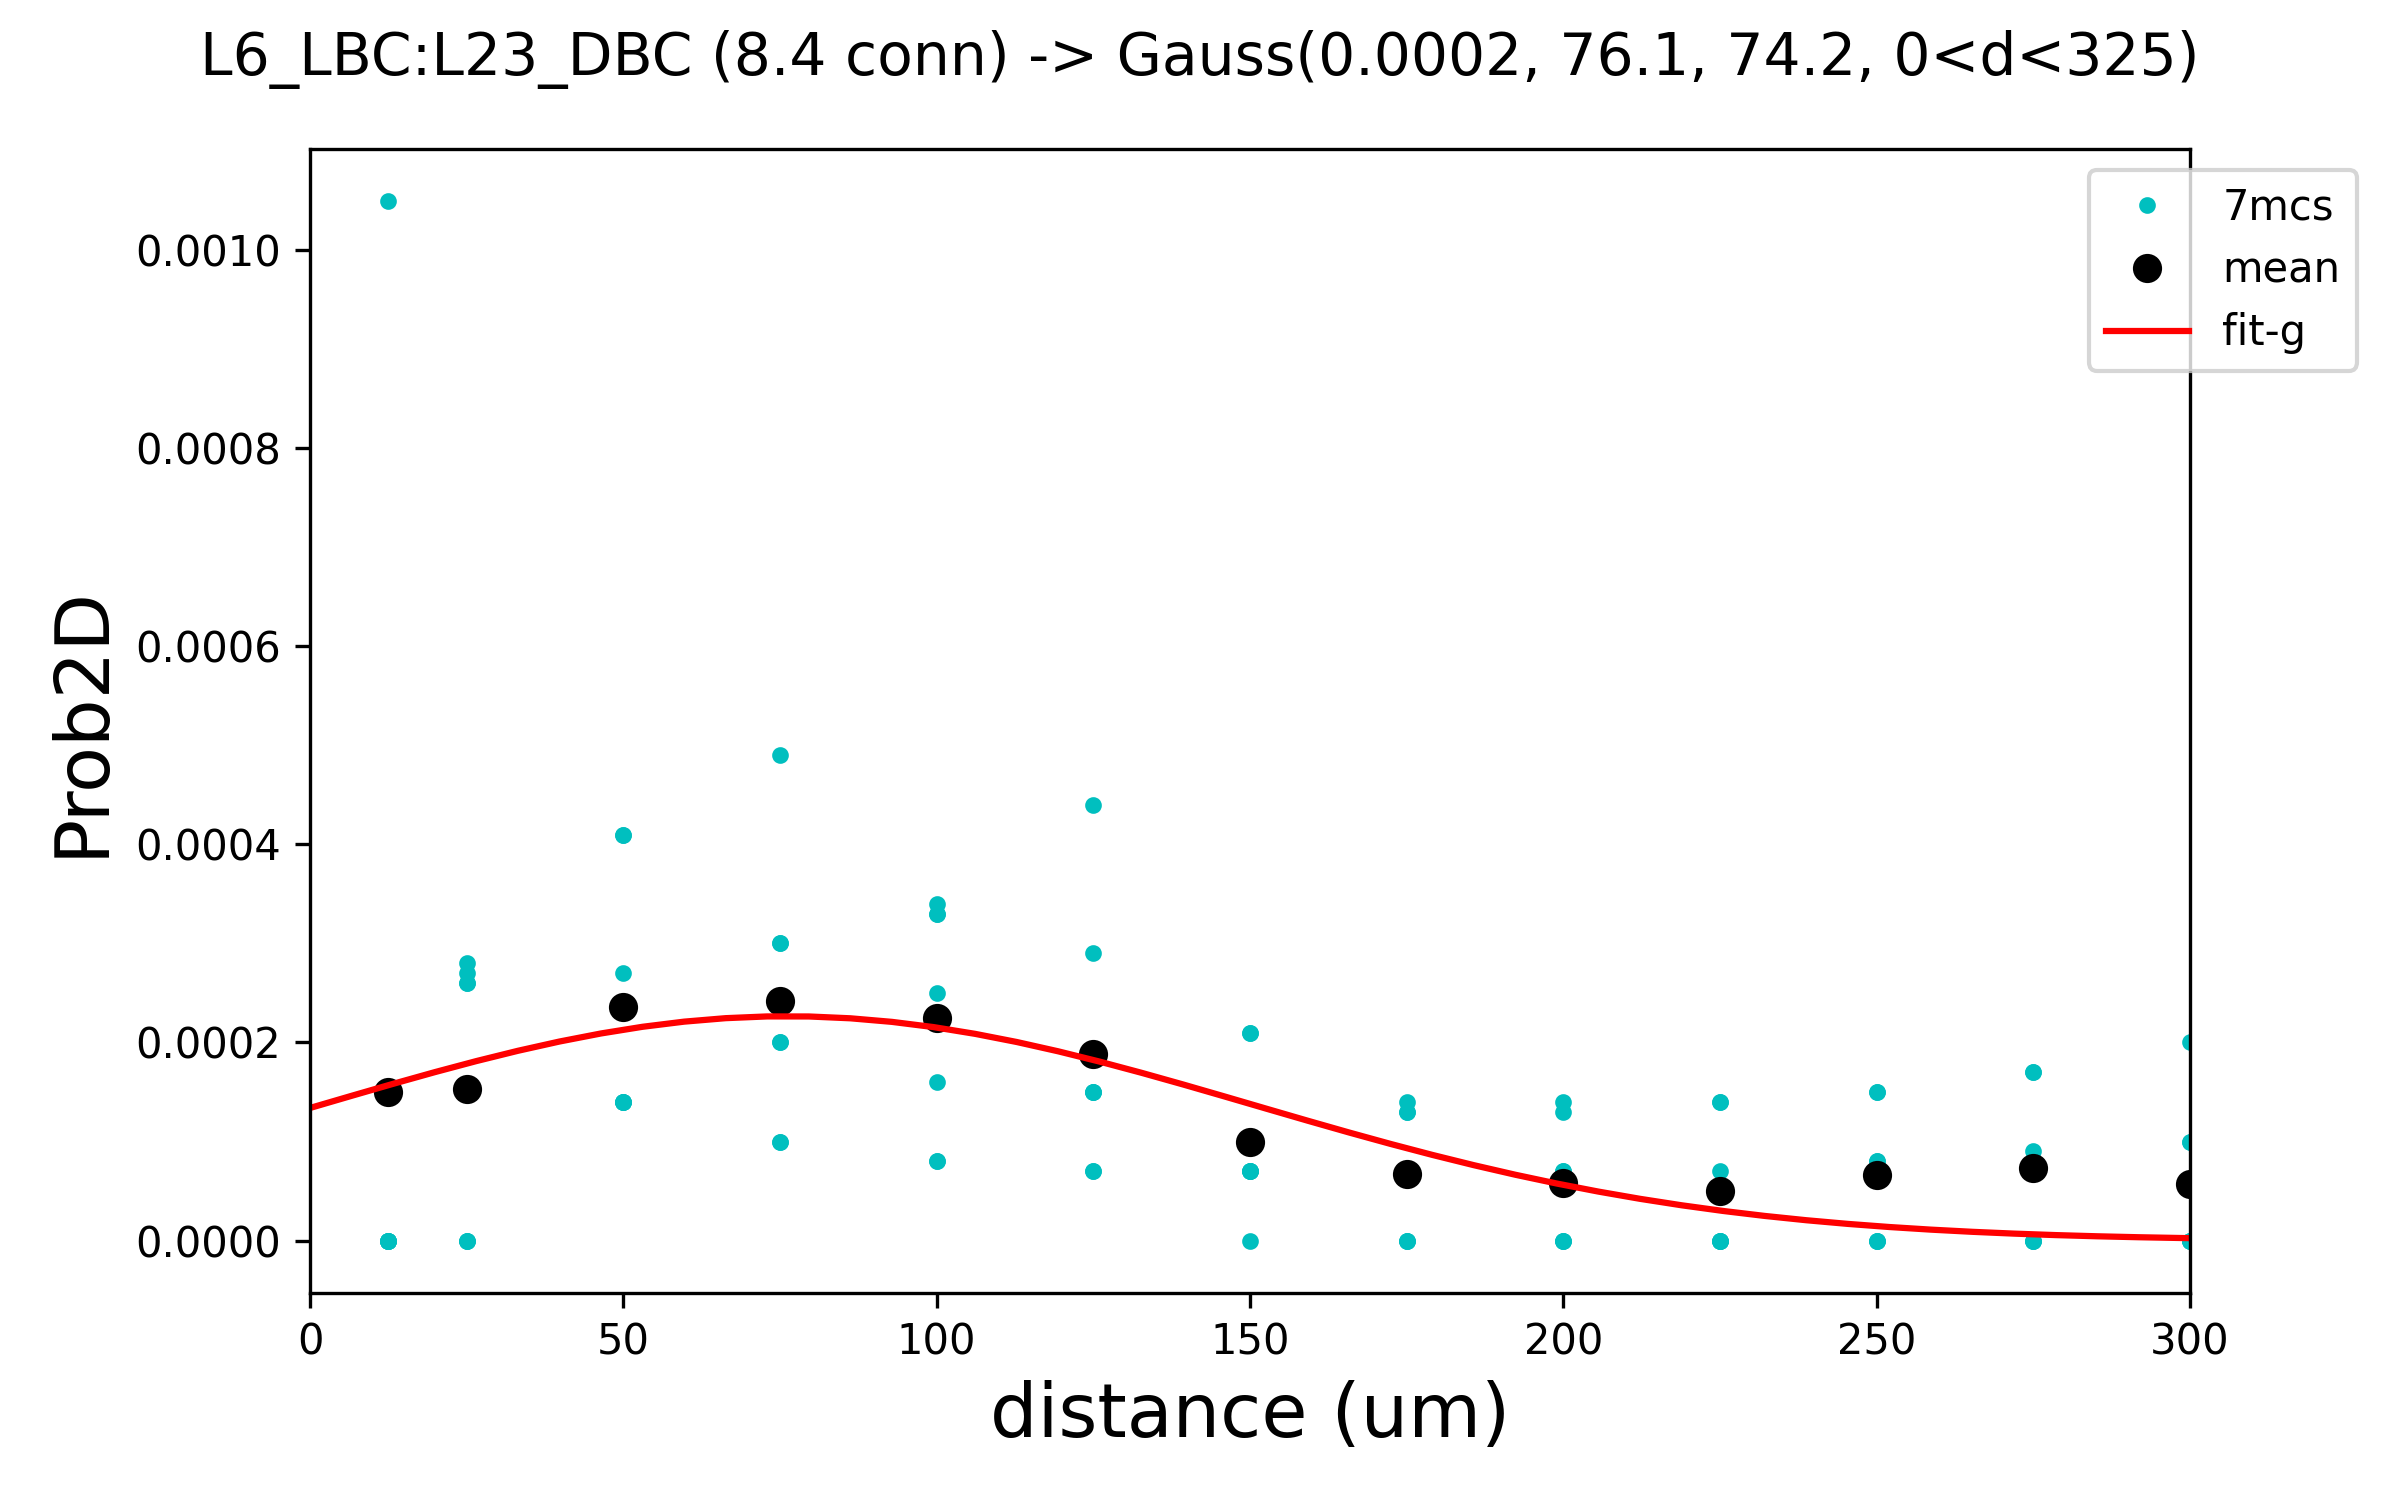 L6_LBC:L23_DBC (8.4 conn) -> Gauss(0.0002, 76.1, 74.2, 0<d<325)
7mcs
mean
fit-g
Prob2D
0.0010
0.0008
0.0006
0.0004
0.0002
0.0000
0 50 100 150 200 250 300
distance (um)